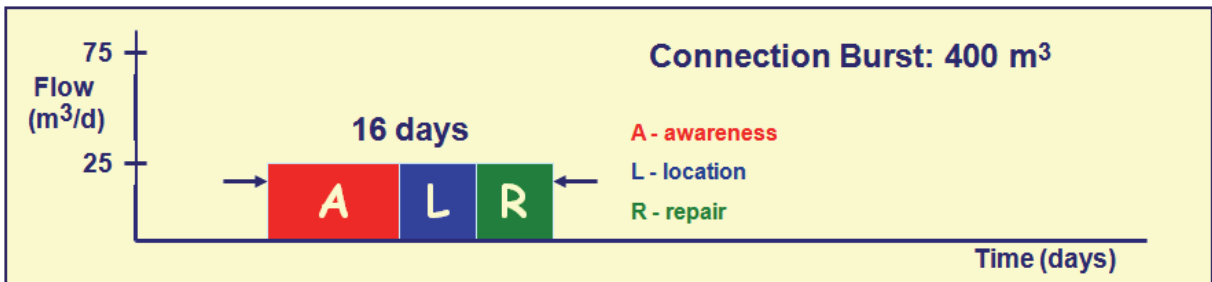 75
Flow
(m³/d)
25
Connection Burst: 400 m³
16 days
A - awareness
L - location
R - repair
A L R
Time (days)